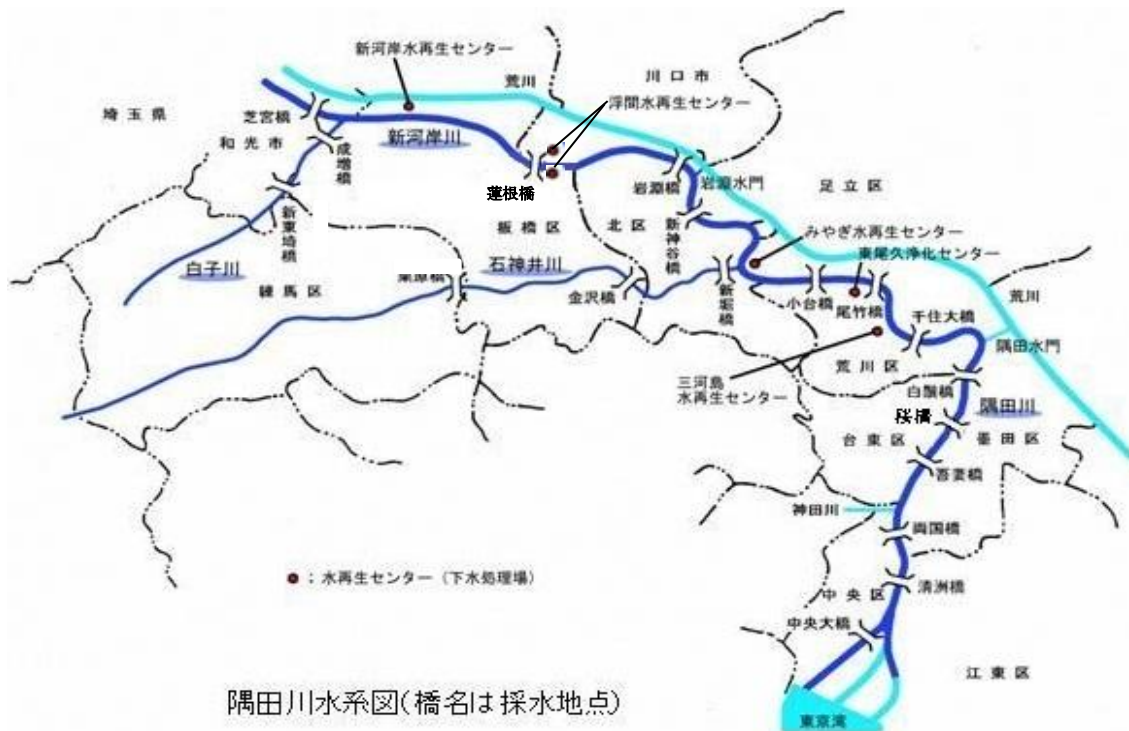 新河岸水再生センター
荒川
川口市
埼玉県
芝宮橋
浮間水再生センター
和光市
成増橋
新河岸川
蓮根橋
岩淵橋
岩淵水門
足立区
新東埼橋
板橋区
北区
新神谷橋
みやぎ水再生センター
東尾久浄化センター
白子川
石神井川
練馬区
栗原橋
金沢橋
新堀橋
小台橋
尾竹橋
荒川
千住大橋
隅田水門
三河島
水再生センター
荒川区
白鬚橋
隅田川
桜橋
台東区
墨田区
吾妻橋
神田川
両国橋
●：水再生センター（下水処理場）
清洲橋
中央区
中央大橋
江東区
隅田川水系図(橋名は採水地点)
東京湾